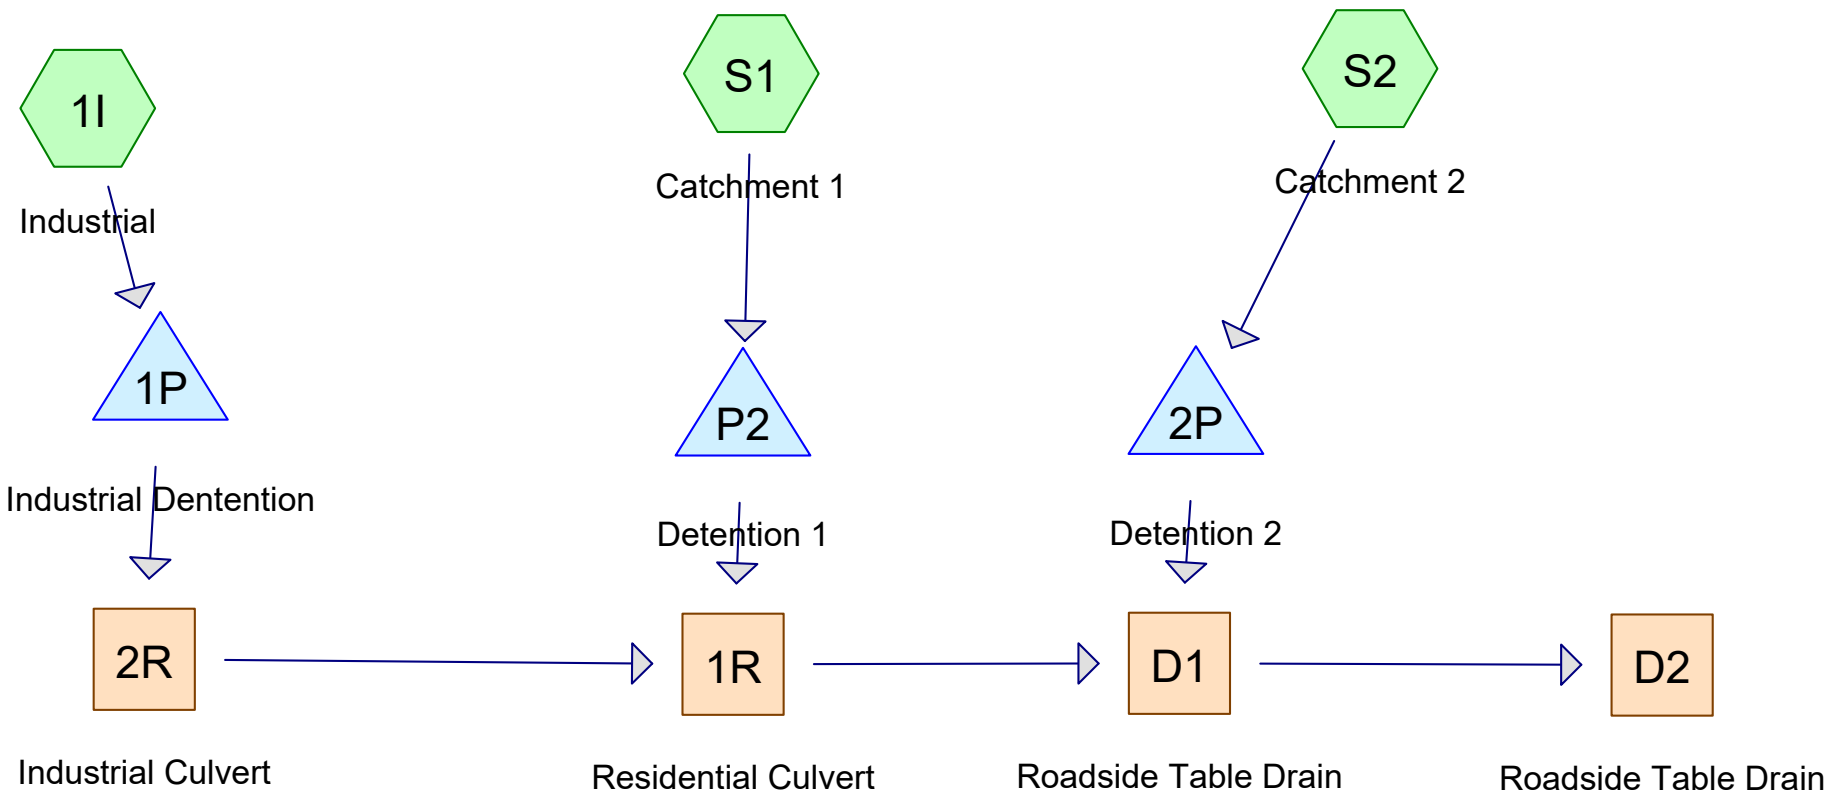 1I
S1
S2
Industrial
Catchment 1
Catchment 2
1P
P2
2P
Industrial Dentention
Detention 1
Detention 2
2R
1R
D1
D2
Industrial Culvert
Residential Culvert
Roadside Table Drain
Roadside Table Drain